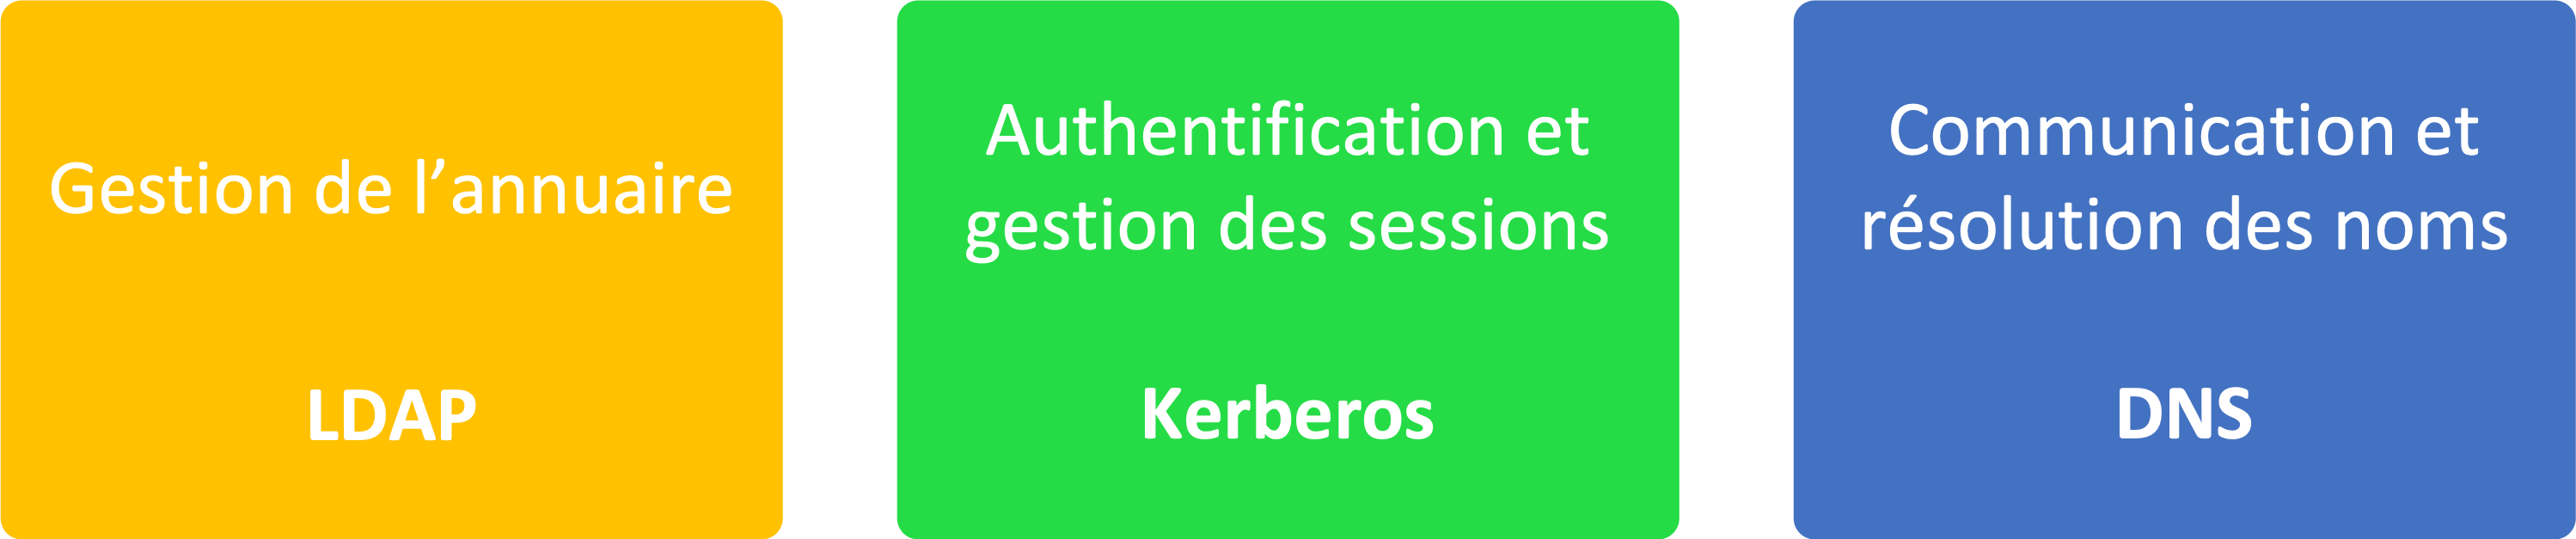 Gestion de l’annuaire
LDAP
Authentification et
gestion des sessions
Kerberos
Communication et
résolution des noms
DNS